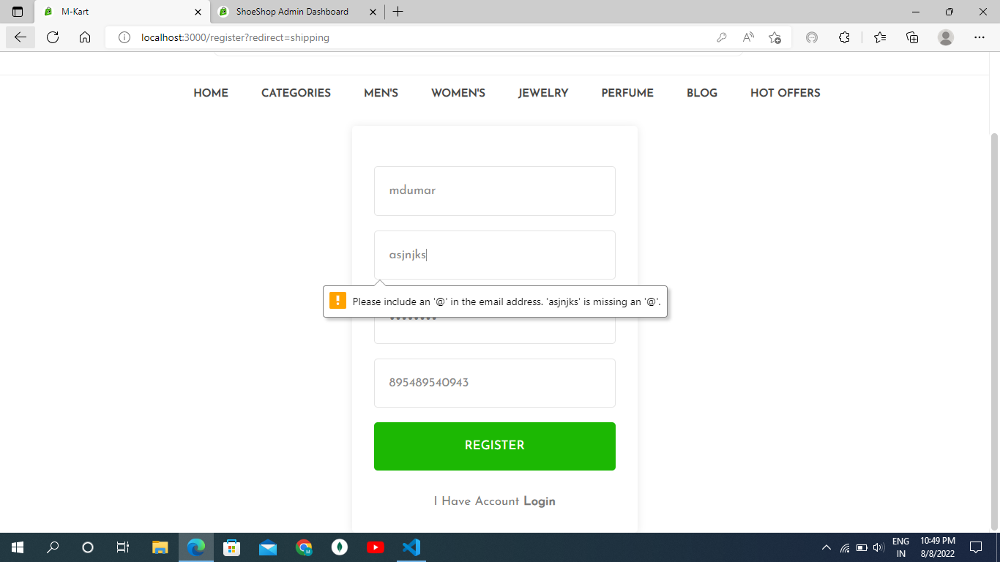 M-Kart
ShoeShop Admin Dashboard
localhost:3000/register?redirect=shipping
HOME CATEGORIES MEN'S WOMEN'S JEWELRY PERFUME BLOG HOT OFFERS
mdumar
asjnjks
Please include an '@' in the email address. 'asjnjks' is missing an '@'.
895489540943
REGISTER
I Have Account Login
ENG
IN
10:49 PM
8/8/2022